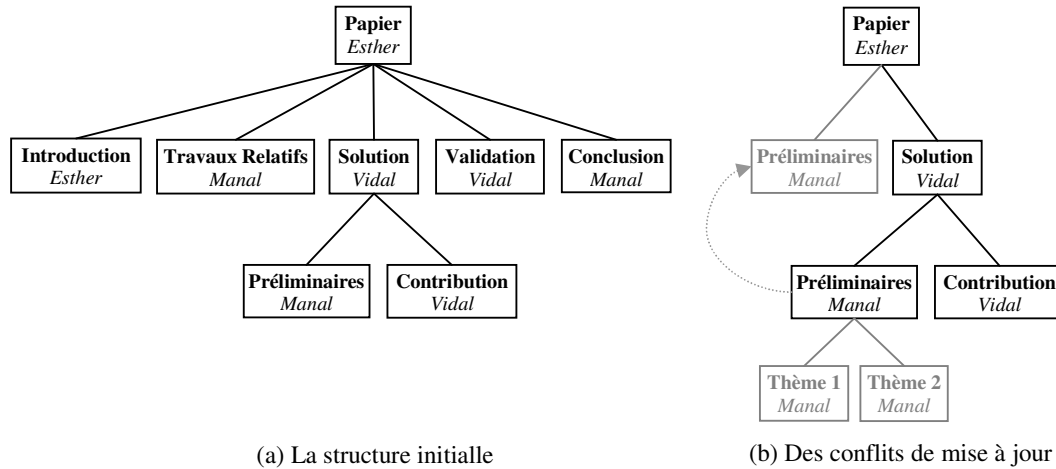 Papier
Esther
Introduction
Esther
Travaux Relatifs
Manal
Solution
Vidal
Validation
Vidal
Conclusion
Manal
Préliminaires
Manal
Contribution
Vidal
(a) La structure initialle
Papier
Esther
Préliminaires
Manal
Solution
Vidal
Préliminaires
Manal
Contribution
Vidal
Thème 1
Manal
Thème 2
Manal
(b) Des conflits de mise à jour